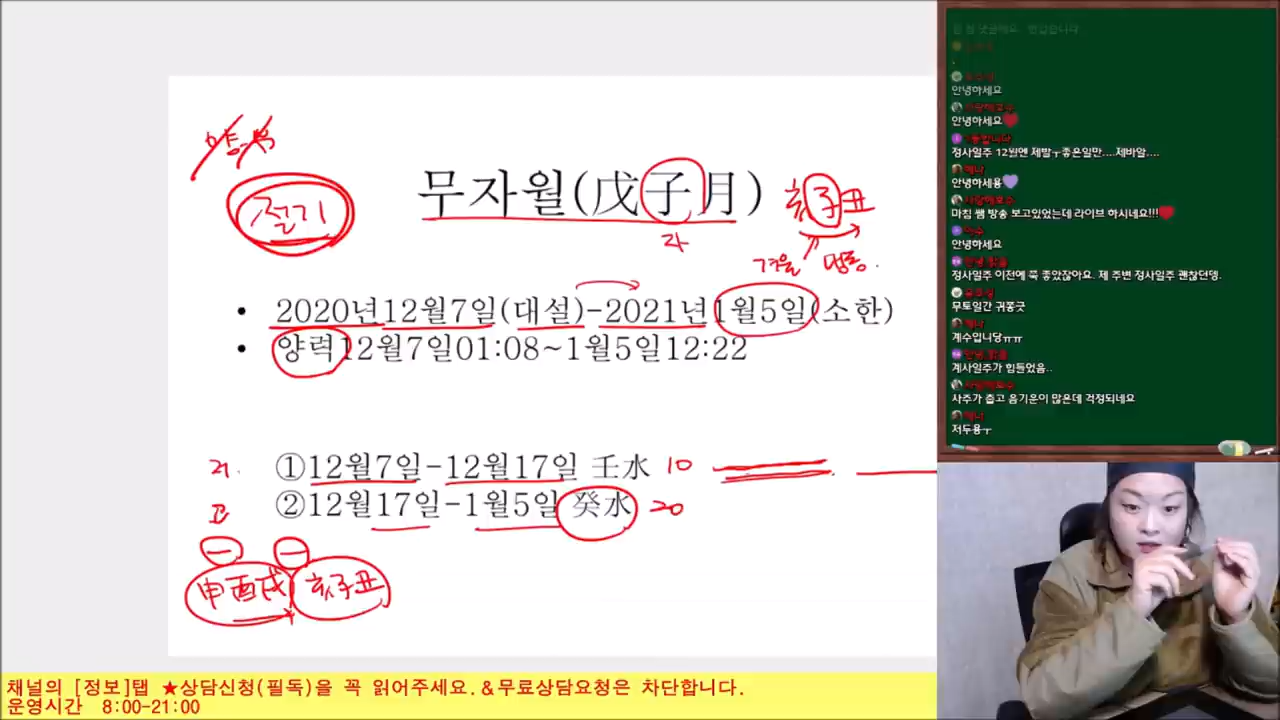 절기
무자월(戊子月)
亥子丑
자
겨울
• 2020년12월7일(대설)-2021년1월5일(소한)
• 양력12월7일01:08~1월5일12:22
①12월7일-12월17일 壬水 10
②12월17일-1월5일 癸水 20
申酉戌 亥子丑
안녕하세요
안녕하세요
정사일주 12월엔 제발ㅜ좋은일만....제바알....
안녕하세용
마침 쌤 방송 보고있었는데 라이브 하시네요!!!
안녕하세요
정사일주 이전에 쭉 좋았잖아요. 제 주변 정사일주 괜찮던뎅.
무토일간 귀쫑긋
계수입니당ㅠㅠ
계사일주가 힘들었음..
사주가 춥고 음기운이 많은데 걱정되네요
저두용ㅜ
채널의 [정보]탭 ★상담신청(필독)을 꼭 읽어주세요.&무료상담요청은 차단합니다.
운영시간 8:00-21:00